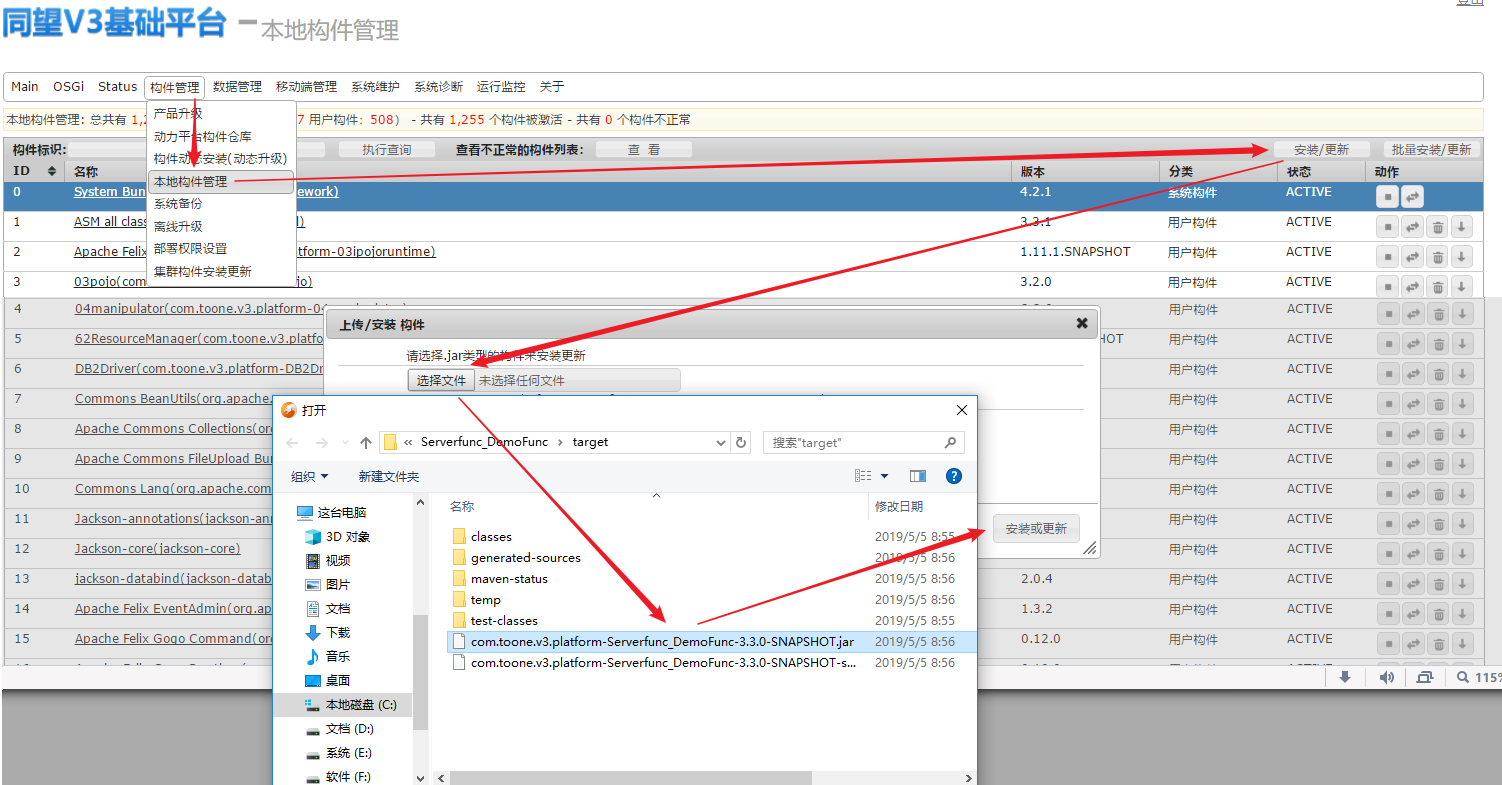 登出
同望V3基础平台 - 本地构件管理
Main OSGi Status 构件管理 数据管理 移动端管理 系统维护 系统诊断 运行监控 关于
本地构件管理: 总共有 1,2 7 用户构件: 508) - 共有 1,255 个构件被激活 - 共有 0 个构件不正常
产品升级
动力平台构件仓库
构件动态安装(动态升级)
本地构件管理
系统备份
离线升级
部署权限设置
集群构件安装更新
构件标识: 执行查询 查看不正常的构件列表: 查 看 安装/更新 批量安装/更新
ID 名称 版本 分类 状态 动作
0 System Bun ework) 4.2.1 系统构件 ACTIVE
1 ASM all class l) 3.3.1 用户构件 ACTIVE
2 Apache Felix tform-03ipojoruntime) 1.11.1.SNAPSHOT 用户构件 ACTIVE
3 03pojo(com jo) 3.2.0 用户构件 ACTIVE
4 04manipulator(com.toone.v3.platform-04 用户构件 ACTIVE
5 62ResourceManager(com.toone.v3.platfo HOT 用户构件 ACTIVE
6 DB2Driver(com.toone.v3.platform-DB2Dr 用户构件 ACTIVE
7 Commons BeanUtils(org.apache. 用户构件 ACTIVE
8 Apache Commons Collections(or 用户构件 ACTIVE
9 Apache Commons FileUpload Bu 用户构件 ACTIVE
10 Commons Lang(org.apache.com 用户构件 ACTIVE
11 Jackson-annotations(jackson-ann 用户构件 ACTIVE
12 Jackson-core(jackson-core) 用户构件 ACTIVE
13 jackson-databind(jackson-datab 2.0.4 用户构件 ACTIVE
14 Apache Felix EventAdmin(org.ap 1.3.2 用户构件 ACTIVE
15 Apache Felix Gogo Command(or 0.12.0 用户构件 ACTIVE
上传/安装 构件
请选择.jar类型的构件来安装更新
选择文件 未选择任何文件
安装或更新
打开
« Serverfunc_DemoFunc › target
搜索"target"
组织 新建文件夹
名称 修改日期
这台电脑
3D 对象
视频
图片
文档
下载
音乐
桌面
本地磁盘 (C:)
文档 (D:)
系统 (E:)
软件 (F:)
classes 2019/5/5 8:55
generated-sources 2019/5/5 8:56
maven-status 2019/5/5 8:56
temp 2019/5/5 8:56
test-classes 2019/5/5 8:55
com.toone.v3.platform-Serverfunc_DemoFunc-3.3.0-SNAPSHOT.jar 2019/5/5 8:56
com.toone.v3.platform-Serverfunc_DemoFunc-3.3.0-SNAPSHOT-s... 2019/5/5 8:56
115%